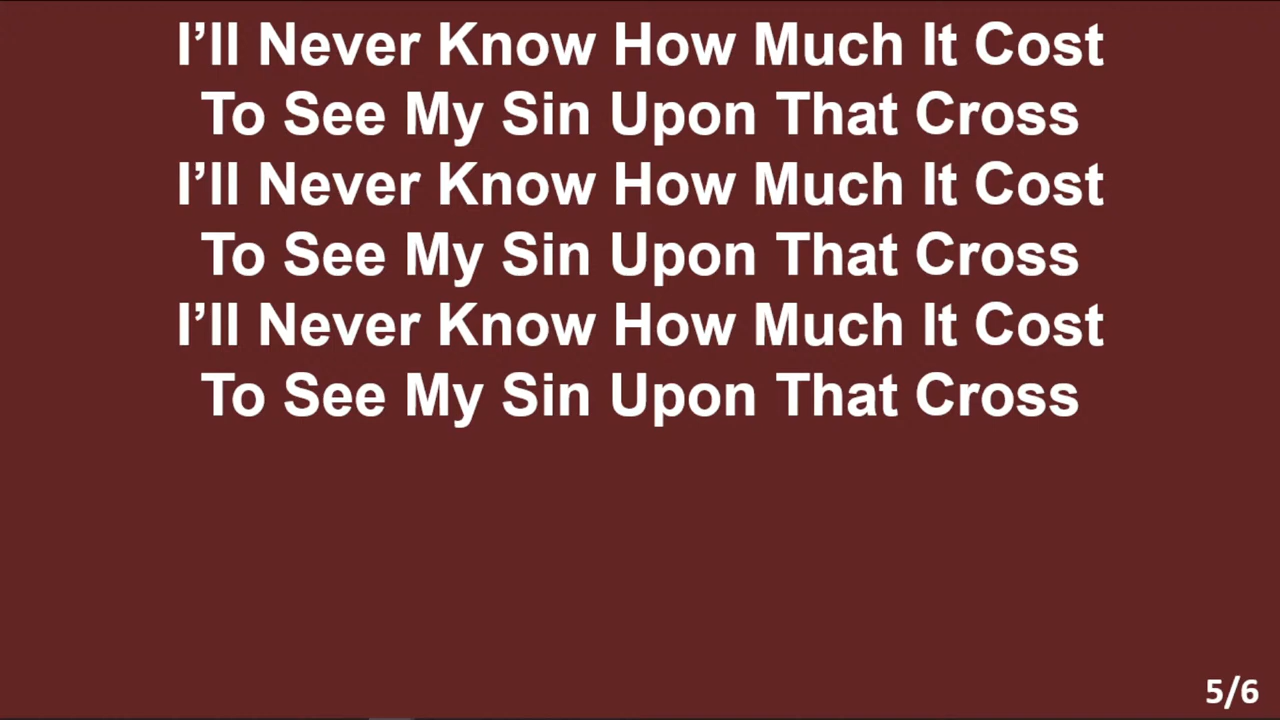 I’ll Never Know How Much It Cost
To See My Sin Upon That Cross
I’ll Never Know How Much It Cost
To See My Sin Upon That Cross
I’ll Never Know How Much It Cost
To See My Sin Upon That Cross
5/6